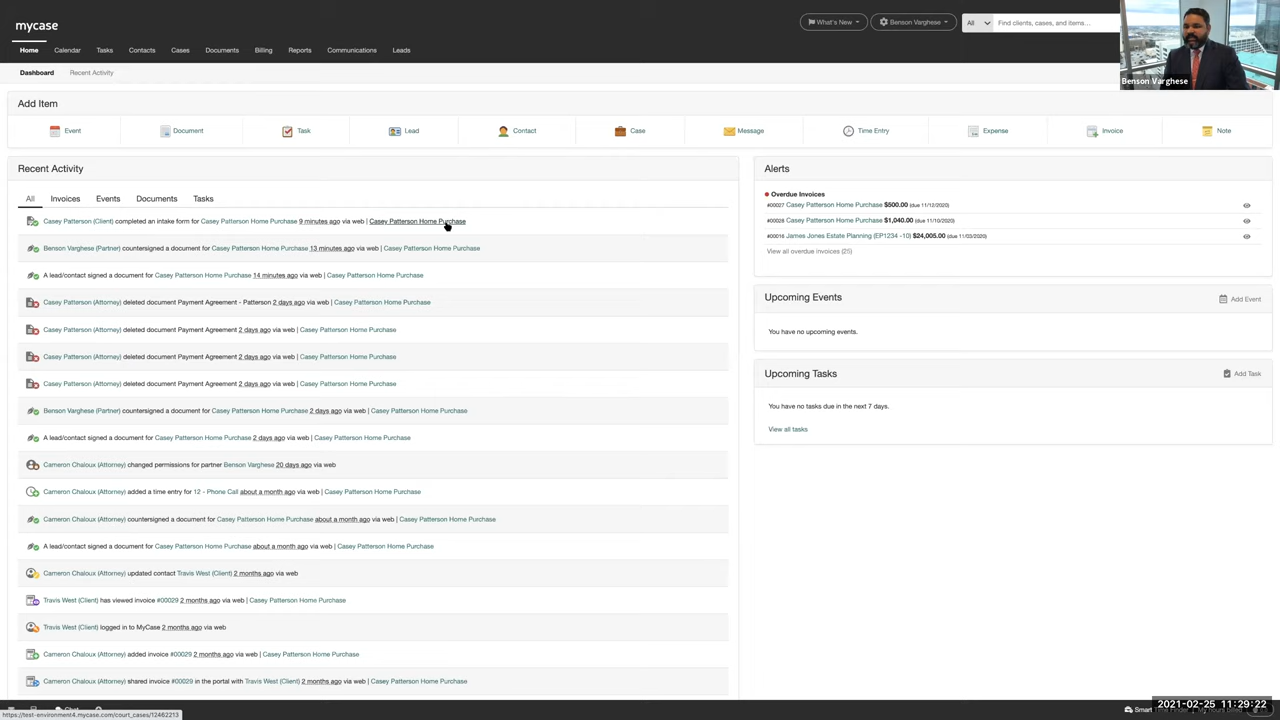 mycase
What's New
Benson Varghese
All
Find clients, cases, and items...
Home
Calendar
Tasks
Contacts
Cases
Documents
Billing
Reports
Communications
Leads
Benson Varghese
Dashboard
Recent Activity
Add Item
Event
Document
Task
Lead
Contact
Case
Message
Time Entry
Expense
Invoice
Note
Recent Activity
All
Invoices
Events
Documents
Tasks
Casey Patterson (Client) completed an intake form for Casey Patterson Home Purchase 9 minutes ago via web | Casey Patterson Home Purchase
Benson Varghese (Partner) countersigned a document for Casey Patterson Home Purchase 13 minutes ago via web | Casey Patterson Home Purchase
A lead/contact signed a document for Casey Patterson Home Purchase 14 minutes ago via web | Casey Patterson Home Purchase
Casey Patterson (Attorney) deleted document Payment Agreement - Patterson 2 days ago via web | Casey Patterson Home Purchase
Casey Patterson (Attorney) deleted document Payment Agreement 2 days ago via web | Casey Patterson Home Purchase
Casey Patterson (Attorney) deleted document Payment Agreement 2 days ago via web | Casey Patterson Home Purchase
Casey Patterson (Attorney) deleted document Payment Agreement 2 days ago via web | Casey Patterson Home Purchase
Benson Varghese (Partner) countersigned a document for Casey Patterson Home Purchase 2 days ago via web | Casey Patterson Home Purchase
A lead/contact signed a document for Casey Patterson Home Purchase 2 days ago via web | Casey Patterson Home Purchase
Cameron Chaloux (Attorney) changed permissions for partner Benson Varghese 20 days ago via web
Cameron Chaloux (Attorney) added a time entry for 12 - Phone Call about a month ago via web | Casey Patterson Home Purchase
Cameron Chaloux (Attorney) countersigned a document for Casey Patterson Home Purchase about a month ago via web | Casey Patterson Home Purchase
A lead/contact signed a document for Casey Patterson Home Purchase about a month ago via web | Casey Patterson Home Purchase
Cameron Chaloux (Attorney) updated contact Travis West (Client) 2 months ago via web
Travis West (Client) has viewed invoice #00029 2 months ago via web | Casey Patterson Home Purchase
Travis West (Client) logged in to MyCase 2 months ago via web
Cameron Chaloux (Attorney) added invoice #00029 2 months ago via web | Casey Patterson Home Purchase
Cameron Chaloux (Attorney) shared invoice #00029 in the portal with Travis West (Client) 2 months ago via web | Casey Patterson Home Purchase
Alerts
Overdue Invoices
#00027 Casey Patterson Home Purchase $500.00 (due 11/12/2020)
#00028 Casey Patterson Home Purchase $1,040.00 (due 11/10/2020)
#00016 James Jones Estate Planning (EP1234 -10) $24,005.00 (due 11/03/2020)
View all overdue invoices (25)
Upcoming Events
Add Event
You have no upcoming events.
Upcoming Tasks
Add Task
You have no tasks due in the next 7 days.
View all tasks
https://test-environment4.mycase.com/court_cases/12462213
Smart
2021-02-25 11:29:22